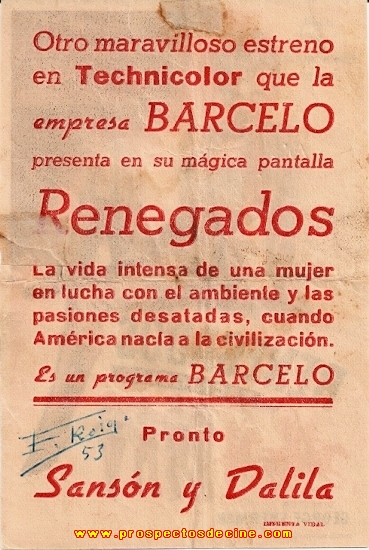 Otro maravilloso estreno
en Technicolor que la
empresa BARCELO
presenta en su mágica pantalla
Renegados
La vida intensa de una mujer
en lucha con el ambiente y las
pasiones desatadas, cuando
América nacía a la civilización.
Es un programa BARCELO
F. Roig
53
Pronto
Sansón y Dalila
IMPRENTA VIDAL
www.prospectosdecine.com